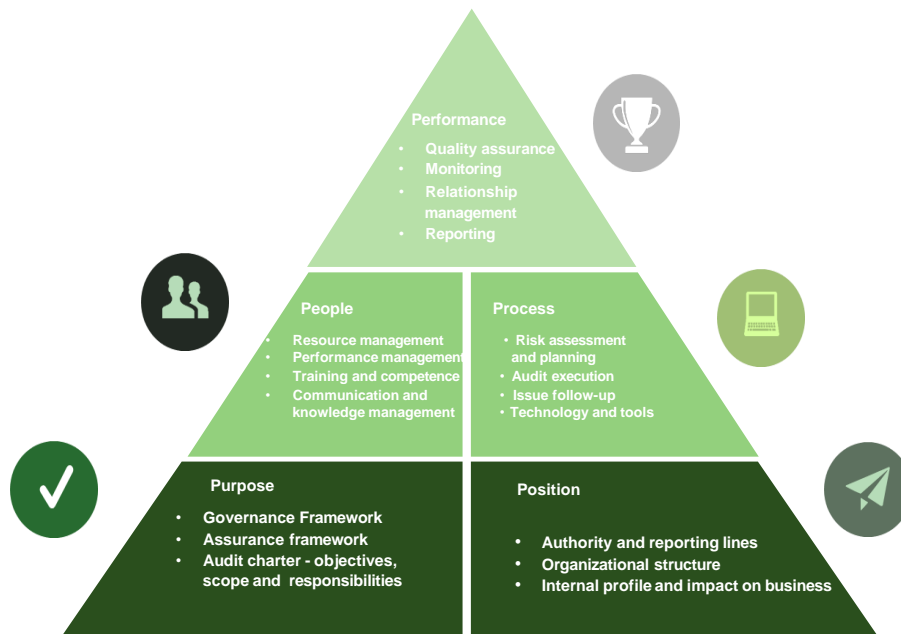 Performance
• Quality assurance
• Monitoring
• Relationship
management
• Reporting
People
• Resource management
• Performance management
• Training and competence
• Communication and
knowledge management
Process
• Risk assessment
and planning
• Audit execution
• Issue follow-up
• Technology and tools
Purpose
• Governance Framework
• Assurance framework
• Audit charter - objectives,
scope and responsibilities
Position
• Authority and reporting lines
• Organizational structure
• Internal profile and impact on business